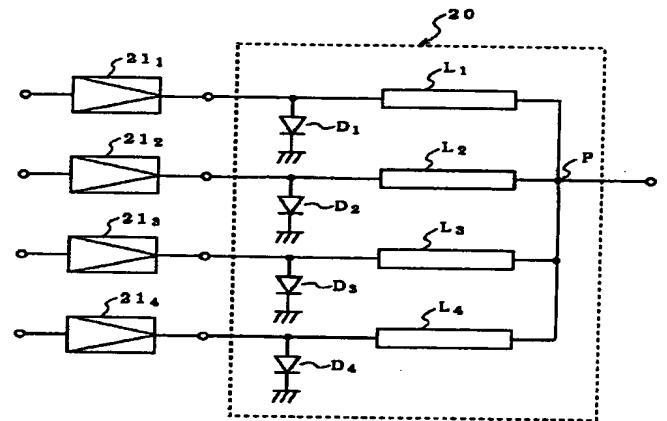 20
21₁
L₁
D₁
21₂
L₂
P
D₂
21₃
L₃
D₃
21₄
L₄
D₄